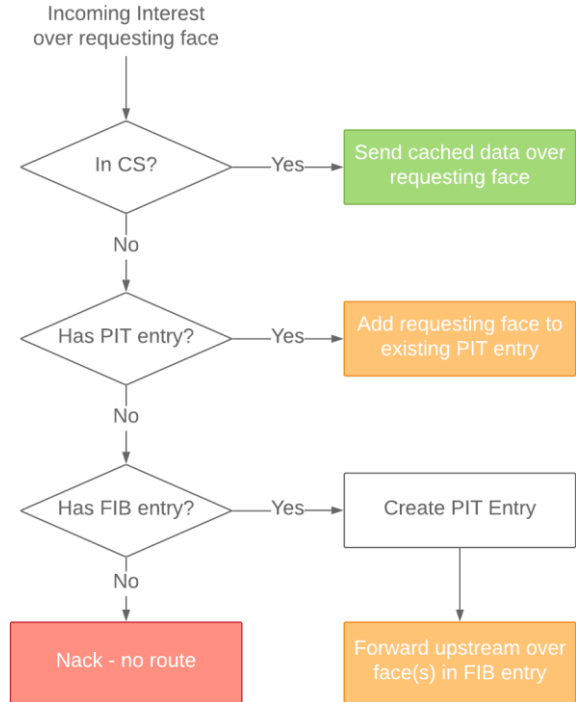 Incoming Interest
over requesting face
In CS?
Yes
Send cached data over
requesting face
No
Has PIT entry?
Yes
Add requesting face to
existing PIT entry
No
Has FIB entry?
Yes
Create PIT Entry
No
Nack - no route
Forward upstream over
face(s) in FIB entry